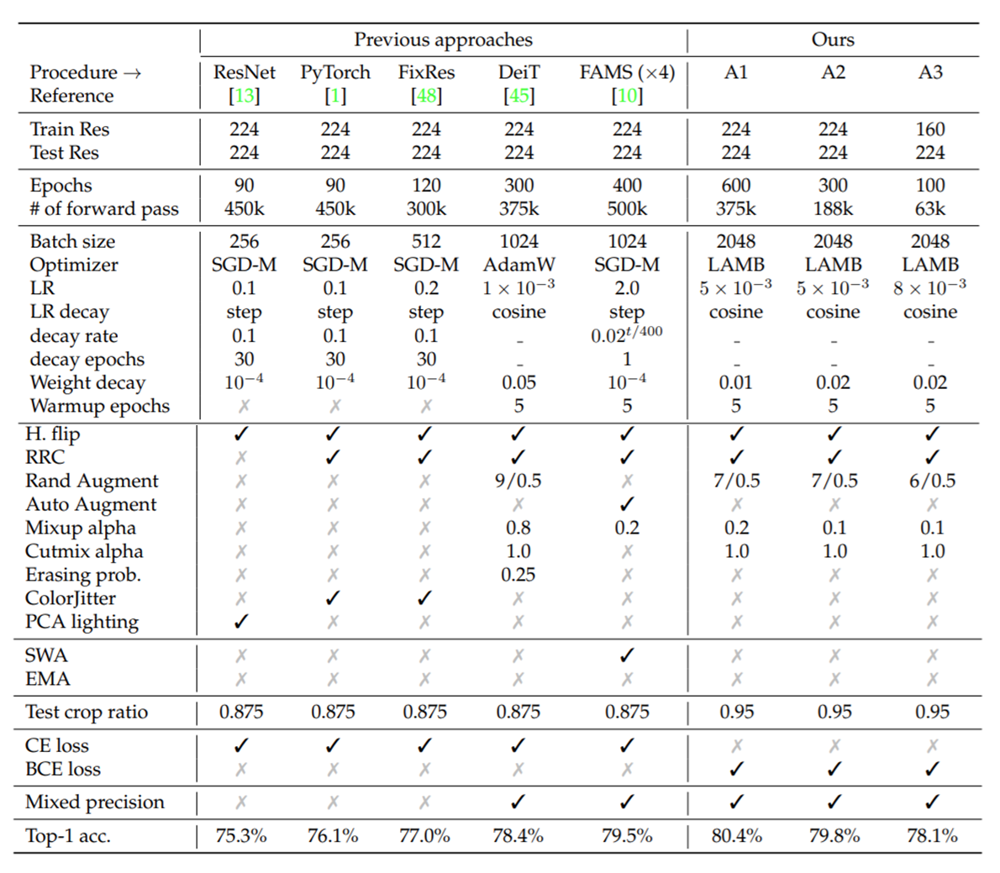 Previous approaches Ours
Procedure → ResNet PyTorch FixRes DeiT FAMS (×4) A1 A2 A3
Reference [13] [1] [48] [45] [10]
Train Res 224 224 224 224 224 224 224 160
Test Res 224 224 224 224 224 224 224 224
Epochs 90 90 120 300 400 600 300 100
# of forward pass 450k 450k 300k 375k 500k 375k 188k 63k
Batch size 256 256 512 1024 1024 2048 2048 2048
Optimizer SGD-M SGD-M SGD-M AdamW SGD-M LAMB LAMB LAMB
LR 0.1 0.1 0.2 1 × 10⁻³ 2.0 5 × 10⁻³ 5 × 10⁻³ 8 × 10⁻³
LR decay step step step cosine step cosine cosine cosine
decay rate 0.1 0.1 0.1 - 0.02^{t/400} - - -
decay epochs 30 30 30 - 1 - - -
Weight decay 10⁻⁴ 10⁻⁴ 10⁻⁴ 0.05 10⁻⁴ 0.01 0.02 0.02
Warmup epochs ✗ ✗ ✗ 5 5 5 5 5
H. flip ✓ ✓ ✓ ✓ ✓ ✓ ✓ ✓
RRC ✗ ✓ ✓ ✓ ✓ ✓ ✓ ✓
Rand Augment ✗ ✗ ✗ 9/0.5 ✗ 7/0.5 7/0.5 6/0.5
Auto Augment ✗ ✗ ✗ ✗ ✓ ✗ ✗ ✗
Mixup alpha ✗ ✗ ✗ 0.8 0.2 0.2 0.1 0.1
Cutmix alpha ✗ ✗ ✗ 1.0 ✗ 1.0 1.0 1.0
Erasing prob. ✗ ✗ ✗ 0.25 ✗ ✗ ✗ ✗
ColorJitter ✗ ✓ ✓ ✗ ✗ ✗ ✗ ✗
PCA lighting ✓ ✗ ✗ ✗ ✗ ✗ ✗ ✗
SWA ✗ ✗ ✗ ✗ ✓ ✗ ✗ ✗
EMA ✗ ✗ ✗ ✗ ✗ ✗ ✗ ✗
Test crop ratio 0.875 0.875 0.875 0.875 0.875 0.95 0.95 0.95
CE loss ✓ ✓ ✓ ✓ ✓ ✗ ✗ ✗
BCE loss ✗ ✗ ✗ ✗ ✗ ✓ ✓ ✓
Mixed precision ✗ ✗ ✗ ✓ ✓ ✓ ✓ ✓
Top-1 acc. 75.3% 76.1% 77.0% 78.4% 79.5% 80.4% 79.8% 78.1%